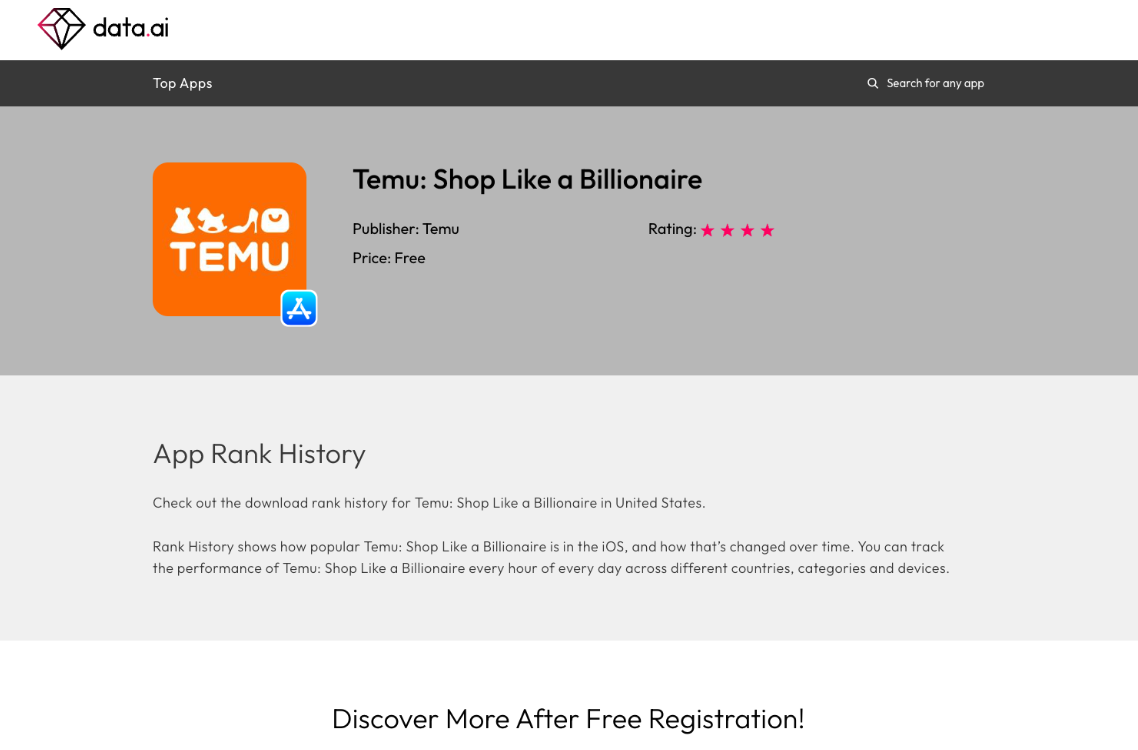 data.ai
Top Apps
Search for any app
TEMU
Temu: Shop Like a Billionaire
Publisher: Temu
Rating:
Price: Free
App Rank History
Check out the download rank history for Temu: Shop Like a Billionaire in United States.
Rank History shows how popular Temu: Shop Like a Billionaire is in the iOS, and how that’s changed over time. You can track
the performance of Temu: Shop Like a Billionaire every hour of every day across different countries, categories and devices.
Discover More After Free Registration!